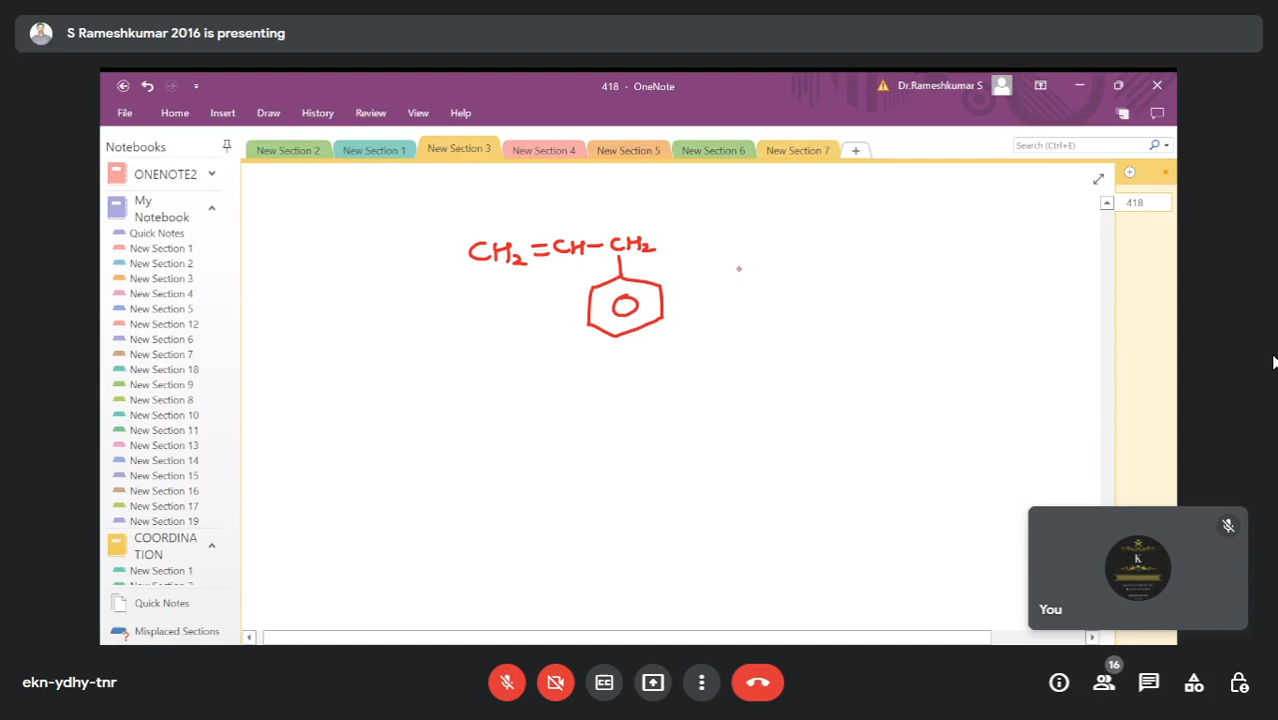 S Rameshkumar 2016 is presenting
418 - OneNote
Dr.Rameshkumar S
File Home Insert Draw History Review View Help
Notebooks
New Section 2 New Section 1 New Section 3 New Section 4 New Section 5 New Section 6 New Section 7 +
Search (Ctrl+E)
ONENOTE2
My
Notebook
Quick Notes
New Section 1
New Section 2
New Section 3
New Section 4
New Section 5
New Section 12
New Section 6
New Section 7
New Section 18
New Section 9
New Section 8
New Section 10
New Section 11
New Section 13
New Section 14
New Section 15
New Section 16
New Section 17
New Section 19
COORDINA
TION
New Section 1
Quick Notes
Misplaced Sections
418
CH₂=CH-CH₂
K
You
ekn-ydhy-tnr
CC
16